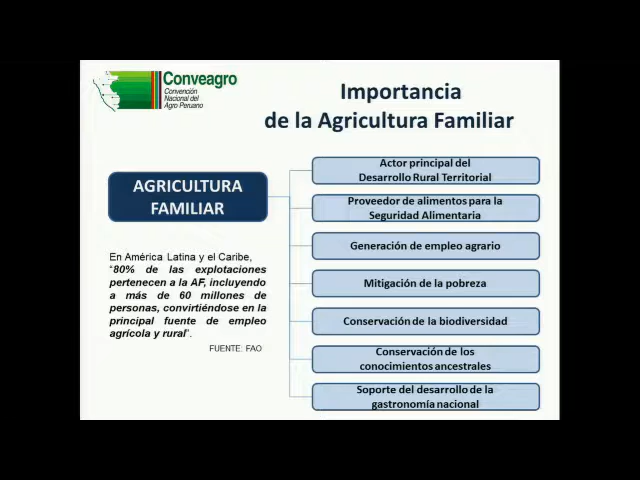 Conveagro
Convención
Nacional del
Agro Peruano
Importancia
de la Agricultura Familiar
AGRICULTURA
FAMILIAR
En América Latina y el Caribe,
"80% de las explotaciones
pertenecen a la AF, incluyendo
a más de 60 millones de
personas, convirtiéndose en la
principal fuente de empleo
agrícola y rural".
FUENTE: FAO
Actor principal del
Desarrollo Rural Territorial
Proveedor de alimentos para la
Seguridad Alimentaria
Generación de empleo agrario
Mitigación de la pobreza
Conservación de la biodiversidad
Conservación de los
conocimientos ancestrales
Soporte del desarrollo de la
gastronomía nacional